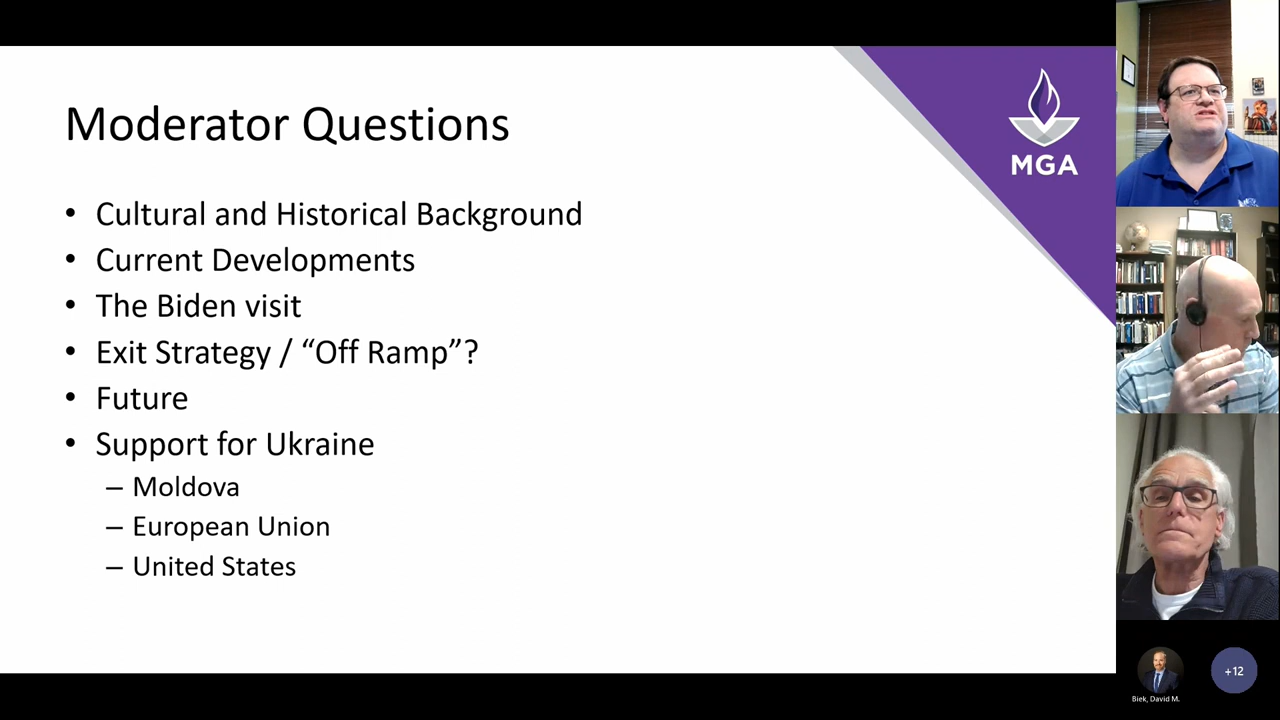 Moderator Questions
MGA
• Cultural and Historical Background
• Current Developments
• The Biden visit
• Exit Strategy / “Off Ramp”?
• Future
• Support for Ukraine
– Moldova
– European Union
– United States
+12
Biek, David M.